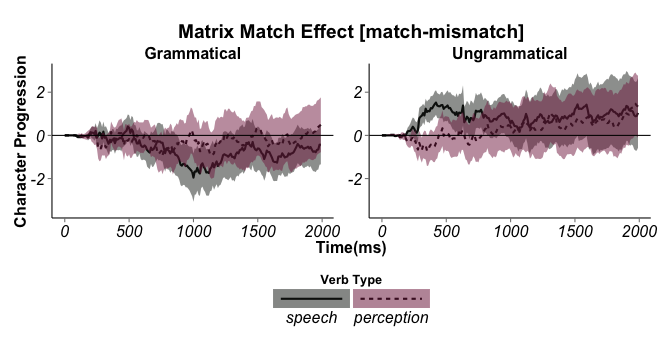 Matrix Match Effect [match-mismatch]
Grammatical Ungrammatical
Character Progression
2
0
-2
2
0
-2
0 500 1000 1500 2000 0 500 1000 1500 2000
Time(ms)
Verb Type
speech perception